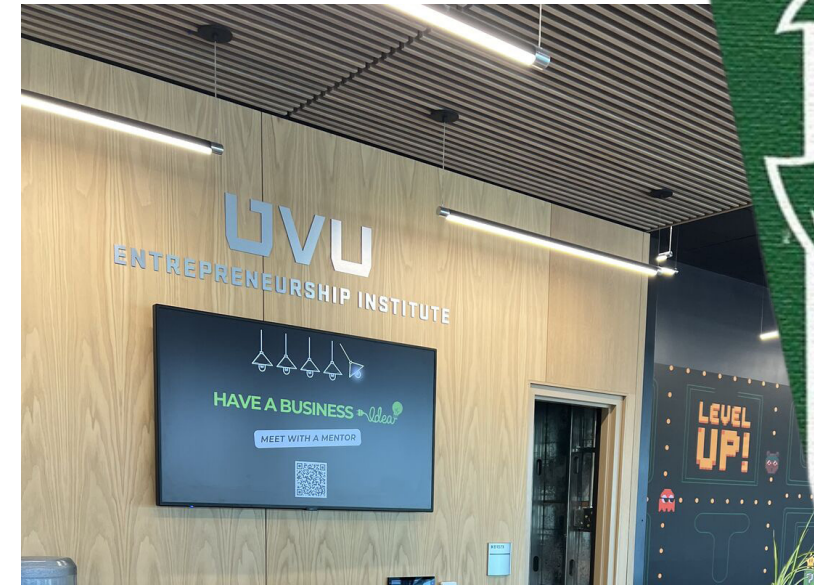 UVU
ENTREPRENEURSHIP INSTITUTE
HAVE A BUSINESS Idea
MEET WITH A MENTOR
LEVEL
UP!